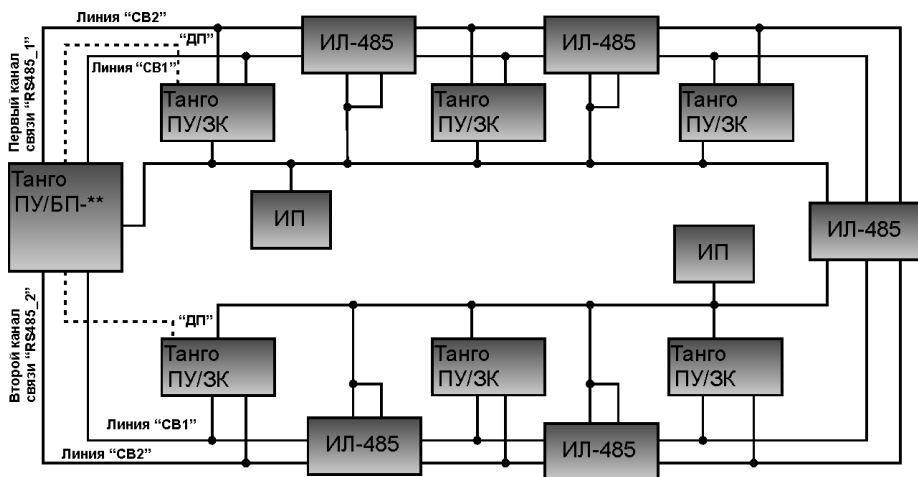 Линия “СВ2”
“ДП”
Линия “СВ1”
Первый канал
связи “RS485_1”
ИЛ-485
ИЛ-485
Танго
ПУ/ЗК
Танго
ПУ/ЗК
Танго
ПУ/ЗК
Танго
ПУ/БП-**
ИП
ИЛ-485
ИП
Второй канал
связи “RS485_2”
“ДП”
Танго
ПУ/ЗК
Танго
ПУ/ЗК
Танго
ПУ/ЗК
Линия “СВ1”
ИЛ-485
ИЛ-485
Линия “СВ2”